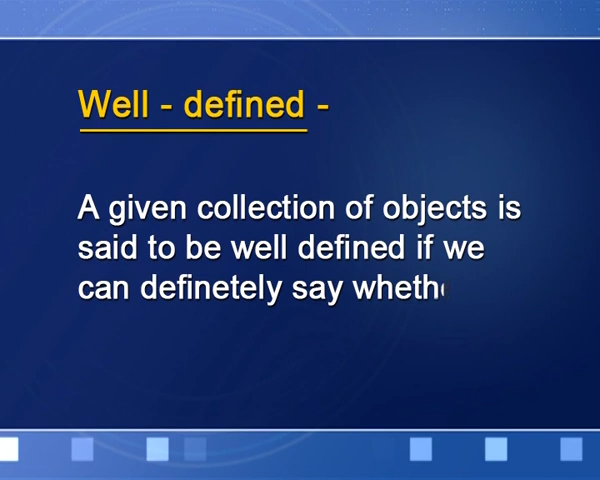 Well - defined -
A given collection of objects is
said to be well defined if we
can definetely say wheth